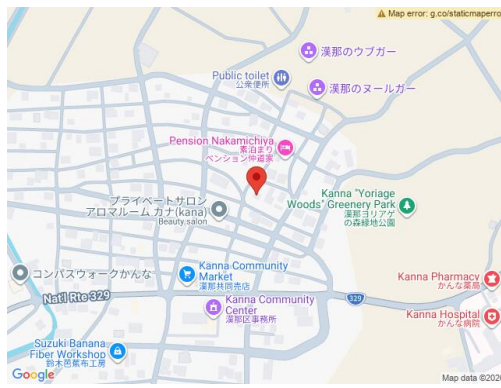 Map error: g.co/staticmaperro
漢那のウブガー
Public toilet
公衆便所
漢那のヌールガー
Pension Nakamichiya
素泊まり
ペンション仲道家
プライベートサロン
アロマルーム カナ(kana)
Beauty salon
Kanna "Yoriage
Woods" Greenery Park
漢那ヨリアゲ
の森緑地公園
コンパスウォークかんな
Kanna Community
Market
漢那共同売店
Kanna Pharmacy
かんな薬局
Nat'l Rte 329
329
Kanna Community
Center
漢那区事務所
Kanna Hospital
かんな病院
Suzuki Banana
Fiber Workshop
鈴木芭蕉布工房
Google
Map data ©202